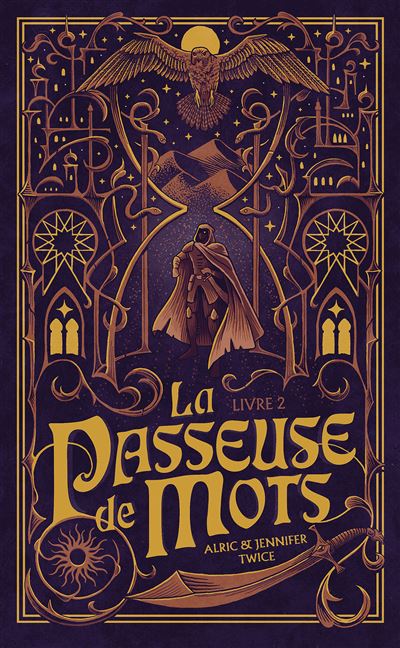 LIVRE 2
LA
PASSEUSE
de MOTS
ALRIC & JENNIFER
TWICE